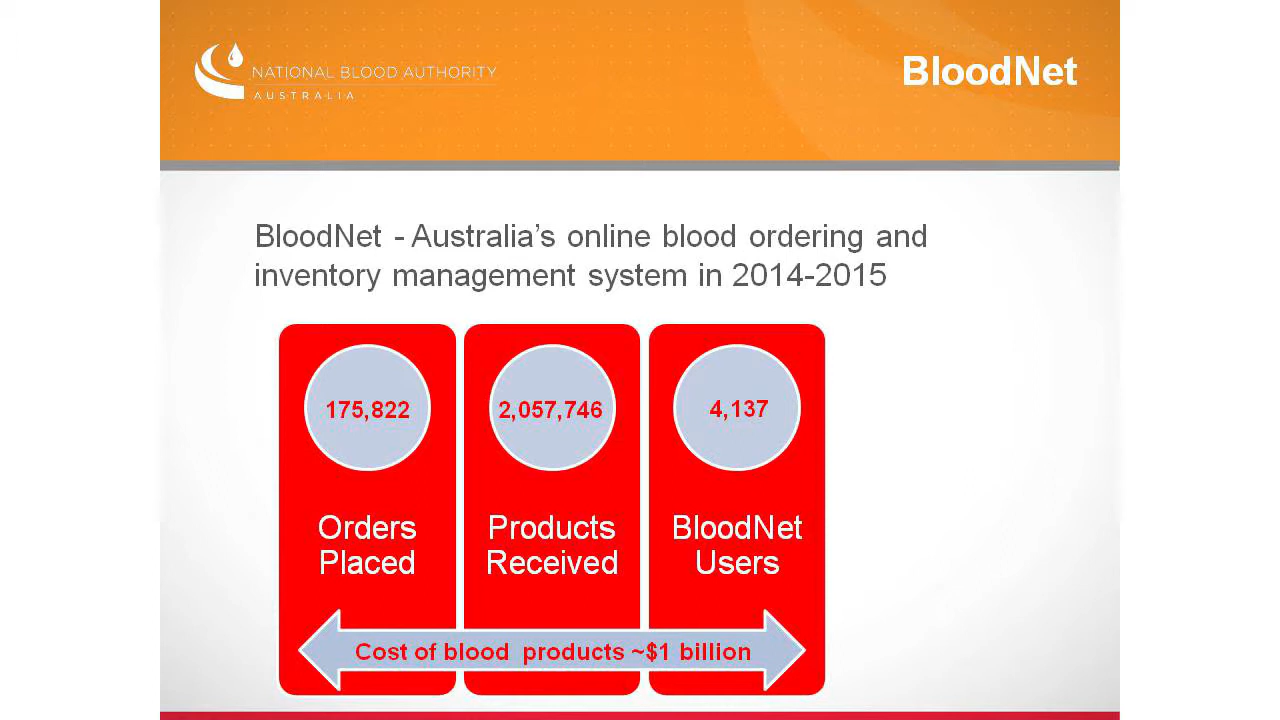 NATIONAL BLOOD AUTHORITY
AUSTRALIA
BloodNet
BloodNet - Australia’s online blood ordering and
inventory management system in 2014-2015
175,822
2,057,746
4,137
Orders
Placed
Products
Received
BloodNet
Users
Cost of blood products ~$1 billion